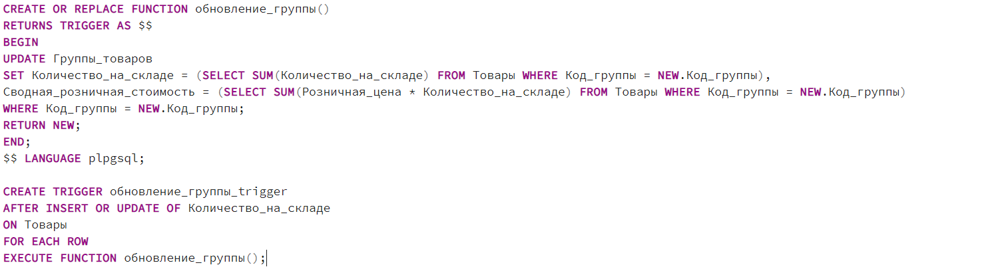 CREATE OR REPLACE FUNCTION обновление_группы()
RETURNS TRIGGER AS $$
BEGIN
UPDATE Группы_товаров
SET Количество_на_складе = (SELECT SUM(Количество_на_складе) FROM Товары WHERE Код_группы = NEW.Код_группы),
Сводная_розничная_стоимость = (SELECT SUM(Розничная_цена * Количество_на_складе) FROM Товары WHERE Код_группы = NEW.Код_группы)
WHERE Код_группы = NEW.Код_группы;
RETURN NEW;
END;
$$ LANGUAGE plpgsql;

CREATE TRIGGER обновление_группы_trigger
AFTER INSERT OR UPDATE OF Количество_на_складе
ON Товары
FOR EACH ROW
EXECUTE FUNCTION обновление_группы();